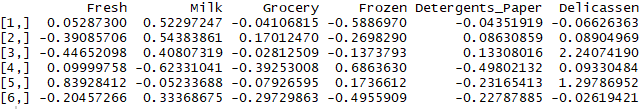 Fresh Milk Grocery Frozen Detergents_Paper Delicassen
[1,] 0.05287300 0.52297247 -0.04106815 -0.5886970 -0.04351919 -0.06626363
[2,] -0.39085706 0.54383861 0.17012470 -0.2698290 0.08630859 0.08904969
[3,] -0.44652098 0.40807319 -0.02812509 -0.1373793 0.13308016 2.24074190
[4,] 0.09999758 -0.62331041 -0.39253008 0.6863630 -0.49802132 0.09330484
[5,] 0.83928412 -0.05233688 -0.07926595 0.1736612 -0.23165413 1.29786952
[6,] -0.20457266 0.33368675 -0.29729863 -0.4955909 -0.22787885 -0.02619421